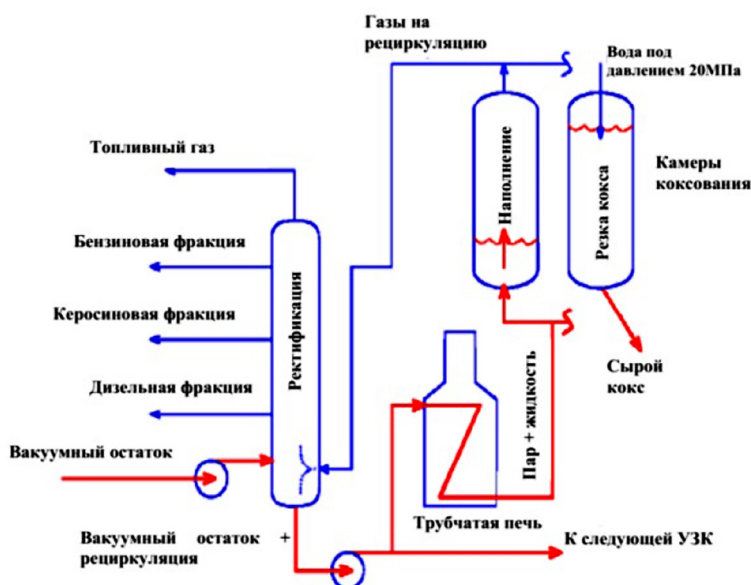 Газы на
рециркуляцию
Вода под
давлением 20МПа
Топливный газ
Наполнение
Резка кокса
Камеры
коксования
Бензиновая фракция
Ректификация
Керосиновая фракция
Сырой
кокс
Дизельная фракция
Пар + жидкость
Вакуумный остаток
Трубчатая печь
Вакуумный остаток +
рециркуляция
К следующей УЗК